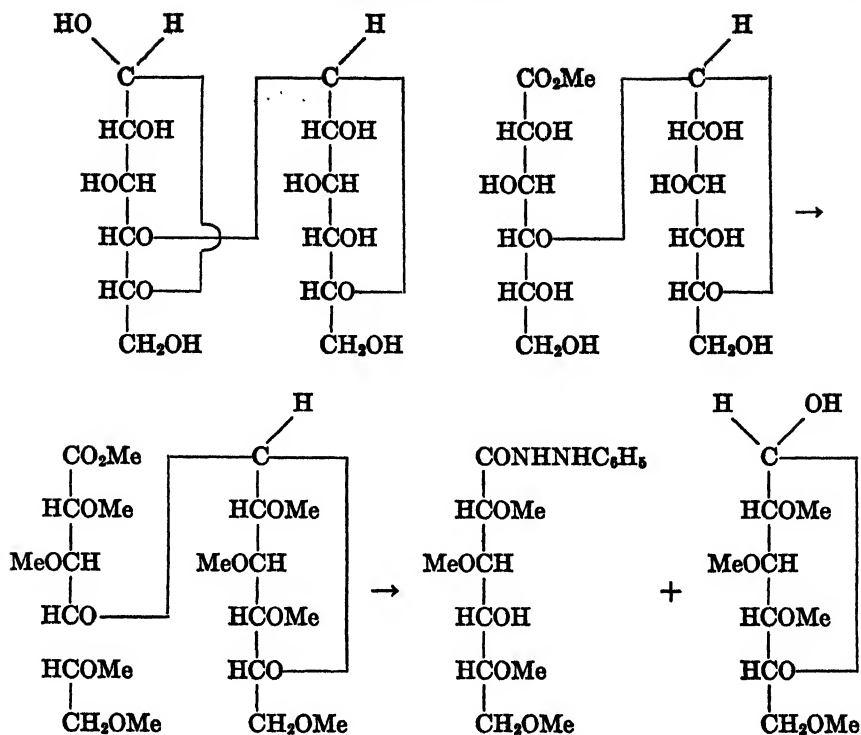 HO H H H
C C CO₂Me C
HCOH HCOH HCOH HCOH
HOCH HOCH HOCH HOCH
HCO HCOH HCO HCOH →
HCO HCO HCOH HCO
CH₂OH CH₂OH CH₂OH CH₂OH
H H OH
CO₂Me C CONHNHC₆H₅ C
HCOMe HCOMe HCOMe HCOMe
MeOCH MeOCH → MeOCH + MeOCH
HCO HCOMe HCOH HCOMe
HCOMe HCO HCOMe HCO
CH₂OMe CH₂OMe CH₂OMe CH₂OMe